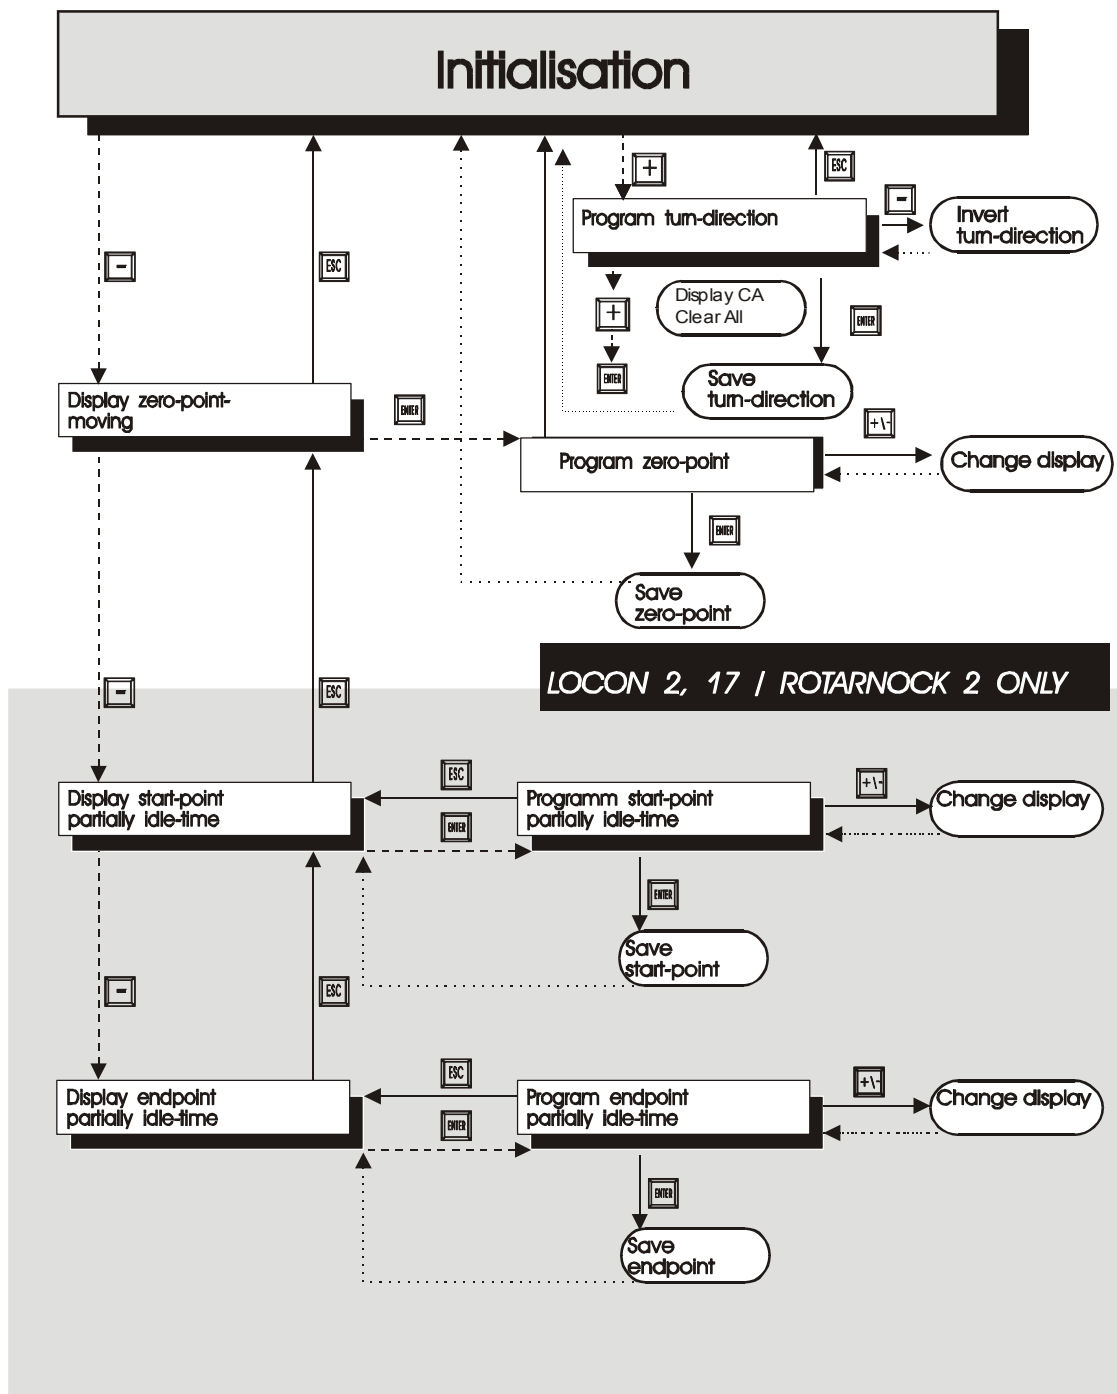 Initialisation
+
ESC
Program turn-direction
-
Invert
turn-direction
-
ESC
Display CA
Clear All
+
ENTER
ENTER
Save
turn-direction
Display zero-point-
moving
ENTER
+\-
Program zero-point
Change display
ENTER
Save
zero-point
LOCON 2, 17 / ROTARNOCK 2 ONLY
-
ESC
ESC
+\-
Display start-point
partially idle-time
Programm start-point
partially idle-time
Change display
ENTER
ENTER
Save
start-point
-
ESC
ESC
+\-
Display endpoint
partially idle-time
Program endpoint
partially idle-time
Change display
ENTER
ENTER
Save
endpoint